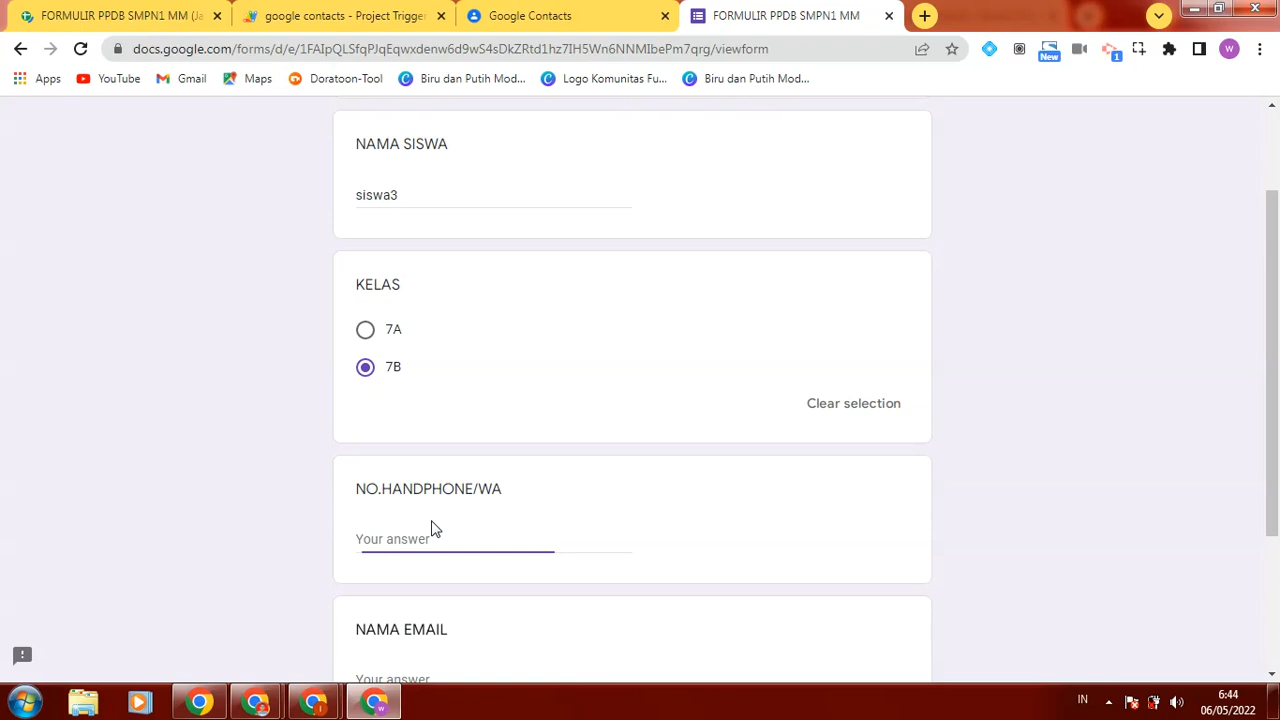 FORMULIR PPDB SMPN1 MM (Ja
google contacts - Project Trigge
Google Contacts
FORMULIR PPDB SMPN1 MM
docs.google.com/forms/d/e/1FAIpQLSfqPJqEqwxdenw6d9wS4sDkZRtd1hz7IH5Wn6NNMIbePm7qrg/viewform
New
1
W
Apps
YouTube
Gmail
Maps
Doratoon-Tool
Biru dan Putih Mod...
Logo Komunitas Fu...
Biru dan Putih Mod...
NAMA SISWA
siswa3
KELAS
7A
7B
Clear selection
NO.HANDPHONE/WA
Your answer
NAMA EMAIL
Your answer
IN
6:44
06/05/2022